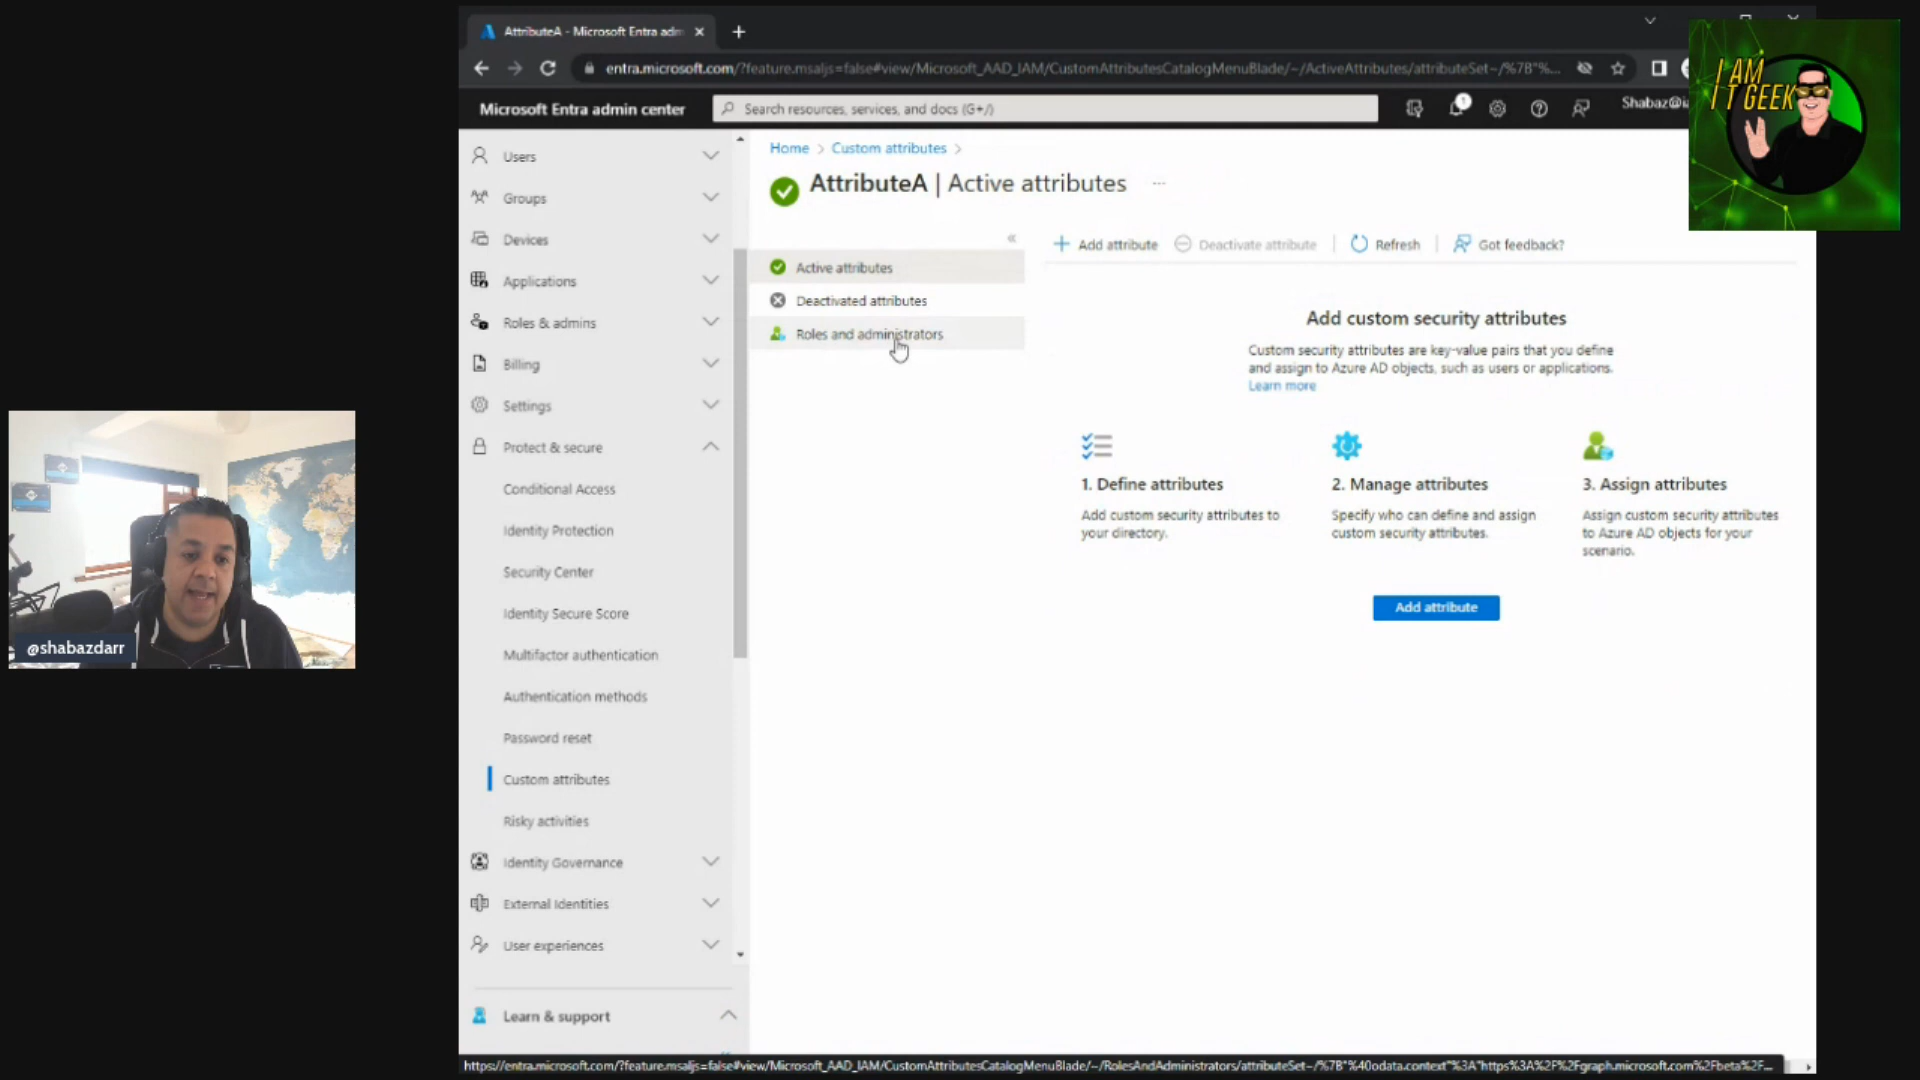 AttributeA - Microsoft Entra adm
entra.microsoft.com/?feature.msaljs=false#view/Microsoft_AAD_IAM/CustomAttributesCatalogMenuBlade/~/ActiveAttributes/attributeSet~/%7B"%...
Microsoft Entra admin center
Search resources, services, and docs (G+/)
1
Shabaz@ia
I AM
IT GEEK
Users
Groups
Devices
Applications
Roles & admins
Billing
Settings
Protect & secure
Conditional Access
Identity Protection
Security Center
Identity Secure Score
Multifactor authentication
Authentication methods
Password reset
Custom attributes
Risky activities
Identity Governance
External Identities
User experiences
Learn & support
Home > Custom attributes >
AttributeA | Active attributes ...
Active attributes
Deactivated attributes
Roles and administrators
Add attribute
Deactivate attribute
Refresh
Got feedback?
Add custom security attributes
Custom security attributes are key-value pairs that you define
and assign to Azure AD objects, such as users or applications.
Learn more
1. Define attributes
Add custom security attributes to
your directory.
2. Manage attributes
Specify who can define and assign
custom security attributes.
3. Assign attributes
Assign custom security attributes
to Azure AD objects for your
scenario.
Add attribute
@shabazdarr
https://entra.microsoft.com/?feature.msaljs=false#view/Microsoft_AAD_IAM/CustomAttributesCatalogMenuBlade/~/RolesAndAdministrators/attributeSet~/%7B"%40odata.context"%3A"https%3A%2F%2Fgraph.microsoft.com%2Fbeta%2F...